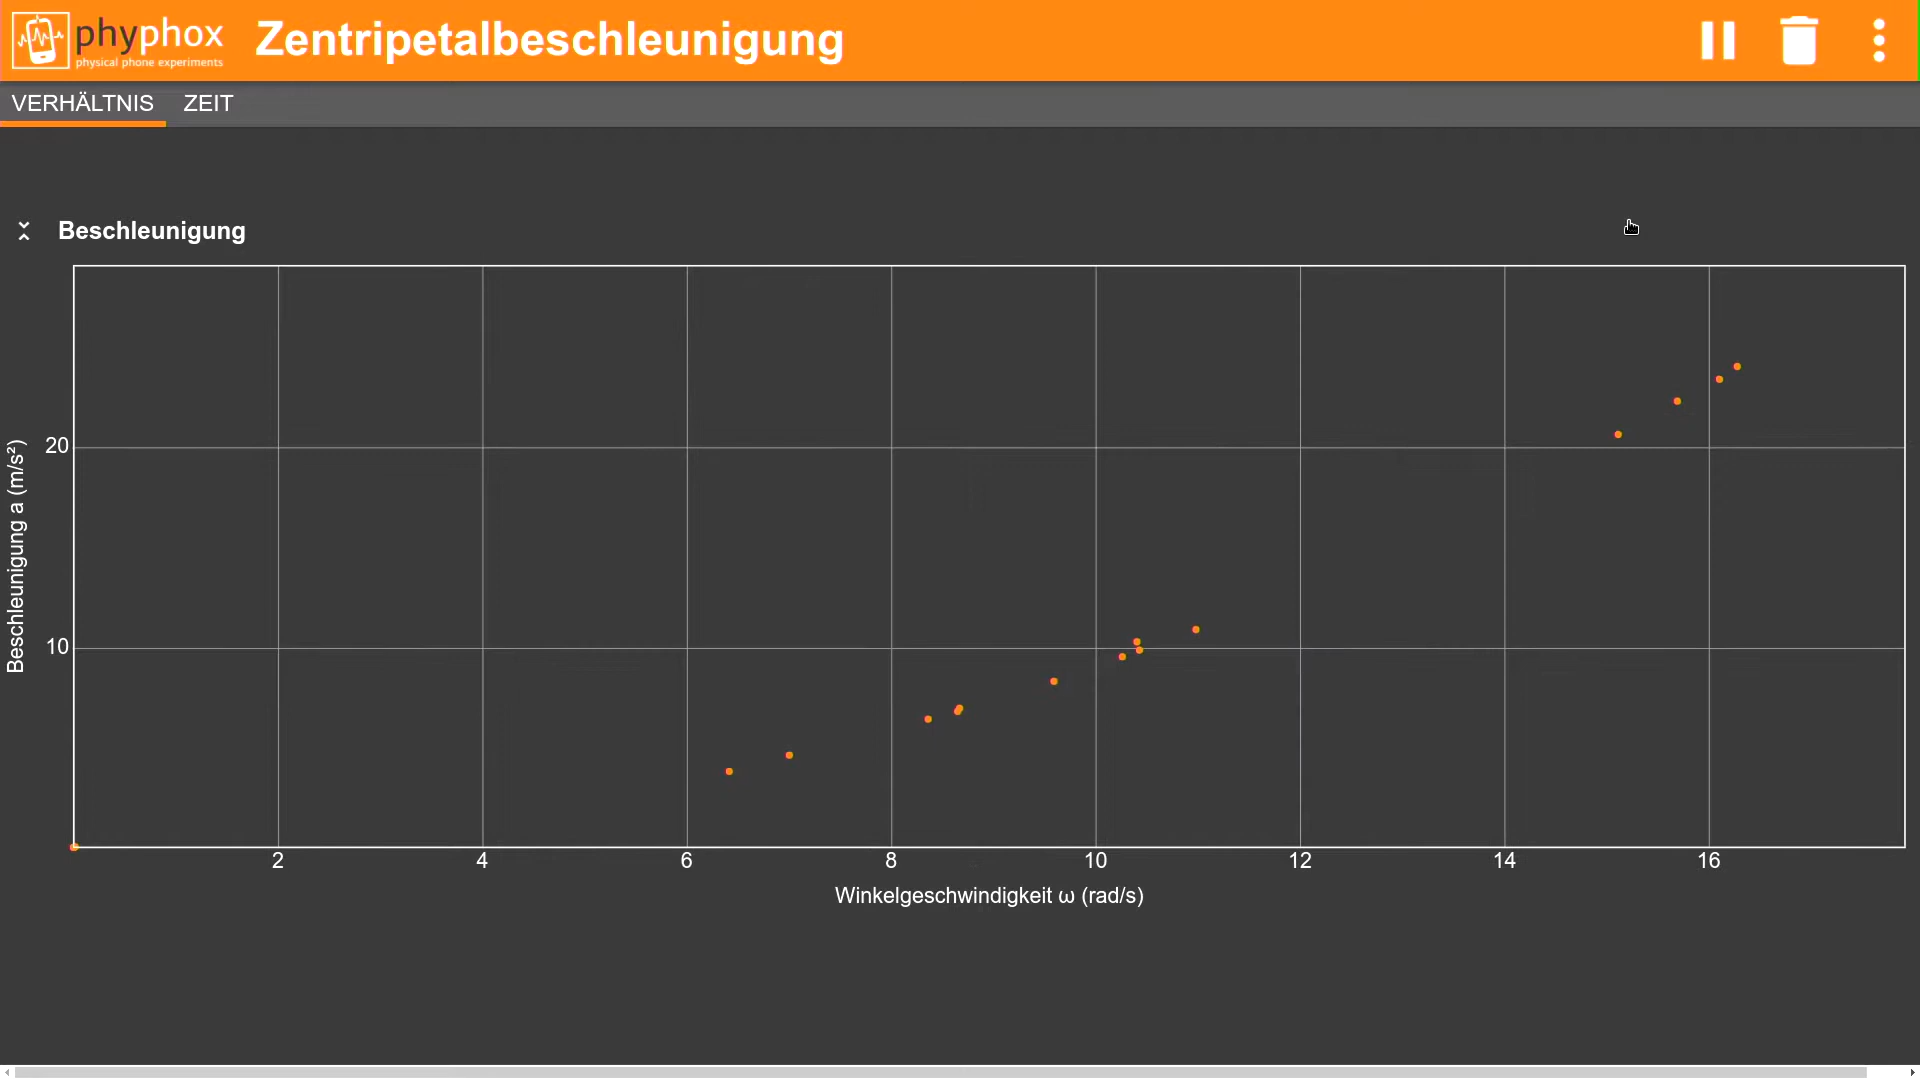 phyphox
physical phone experiments
Zentripetalbeschleunigung
VERHÄLTNIS ZEIT
Beschleunigung
Beschleunigung a (m/s²)
20
10
2 4 6 8 10 12 14 16
Winkelgeschwindigkeit ω (rad/s)